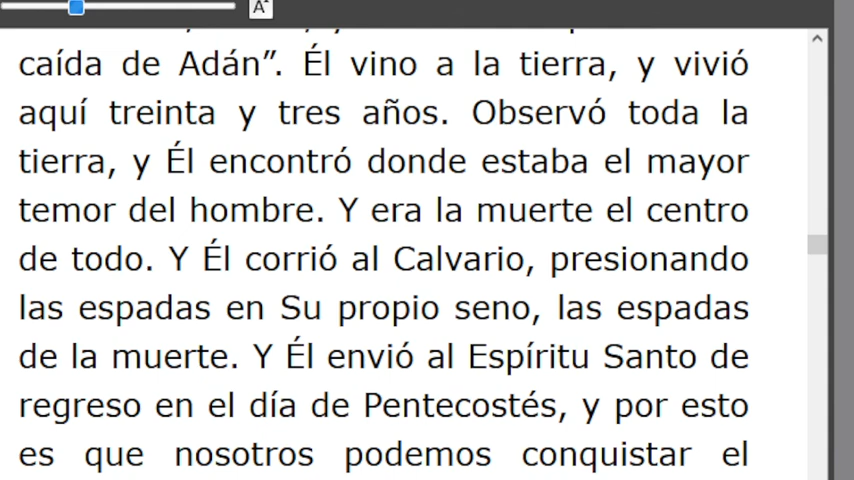 A
caída de Adán”. Él vino a la tierra, y vivió
aquí treinta y tres años. Observó toda la
tierra, y Él encontró donde estaba el mayor
temor del hombre. Y era la muerte el centro
de todo. Y Él corrió al Calvario, presionando
las espadas en Su propio seno, las espadas
de la muerte. Y Él envió al Espíritu Santo de
regreso en el día de Pentecostés, y por esto
es que nosotros podemos conquistar el